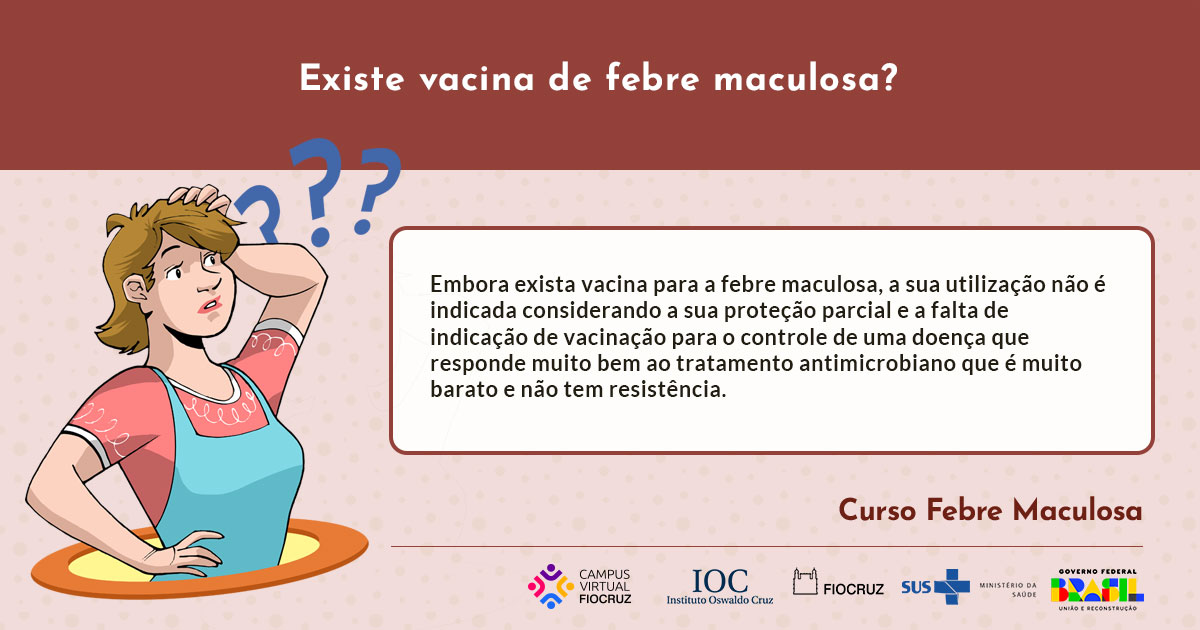 Existe vacina de febre maculosa?
???
Embora exista vacina para a febre maculosa, a sua utilização não é
indicada considerando a sua proteção parcial e a falta de
indicação de vacinação para o controle de uma doença que
responde muito bem ao tratamento antimicrobiano que é muito
barato e não tem resistência.
Curso Febre Maculosa
CAMPUS
VIRTUAL
FIOCRUZ
IOC
Instituto Oswaldo Cruz
FIOCRUZ
SUS
MINISTÉRIO DA
SAÚDE
GOVERNO FEDERAL
BRASIL
UNIÃO E RECONSTRUÇÃO